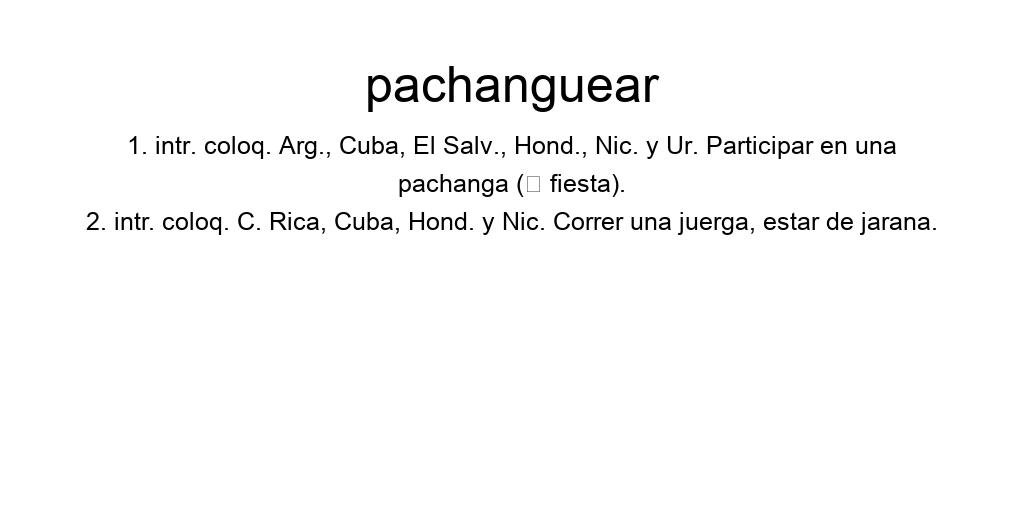 pachanguear
1. intr. coloq. Arg., Cuba, El Salv., Hond., Nic. y Ur. Participar en una
pachanga (□ fiesta).
2. intr. coloq. C. Rica, Cuba, Hond. y Nic. Correr una juerga, estar de jarana.